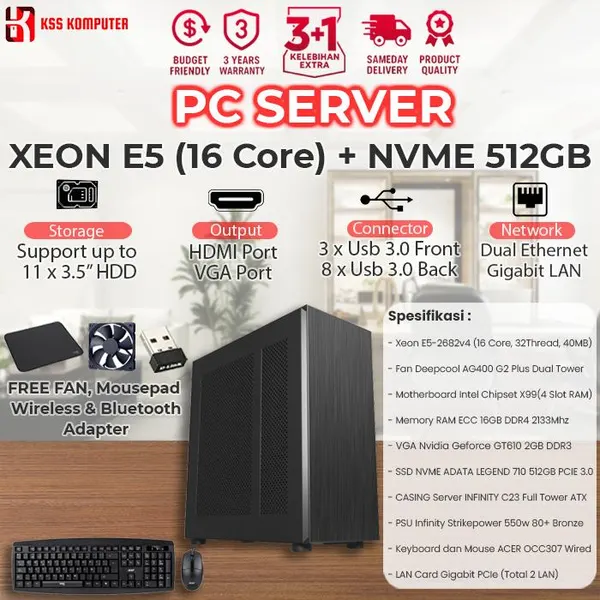 KSS KOMPUTER
BUDGET
FRIENDLY
3
3 YEARS
WARRANTY
3+1
KELEBIHAN
EXTRA
SAMEDAY
DELIVERY
PRODUCT
QUALITY
PC SERVER
XEON E5 (16 Core) + NVME 512GB
Storage
Support up to
11 x 3.5" HDD
Output
HDMI Port
VGA Port
Connector
3 x Usb 3.0 Front
8 x Usb 3.0 Back
Network
Dual Ethernet
Gigabit LAN
FREE FAN, Mousepad
Wireless & Bluetooth
Adapter
Spesifikasi :
- Xeon E5-2682v4 (16 Core, 32Thread, 40MB)
- Fan Deepcool AG400 G2 Plus Dual Tower
- Motherboard Intel Chipset X99(4 Slot RAM)
- Memory RAM ECC 16GB DDR4 2133Mhz
- VGA Nvidia Geforce GT610 2GB DDR3
- SSD NVME ADATA LEGEND 710 512GB PCIE 3.0
- CASING Server INFINITY C23 Full Tower ATX
- PSU Infinity Strikepower 550w 80+ Bronze
- Keyboard dan Mouse ACER OCC307 Wired
- LAN Card Gigabit PCIe (Total 2 LAN)